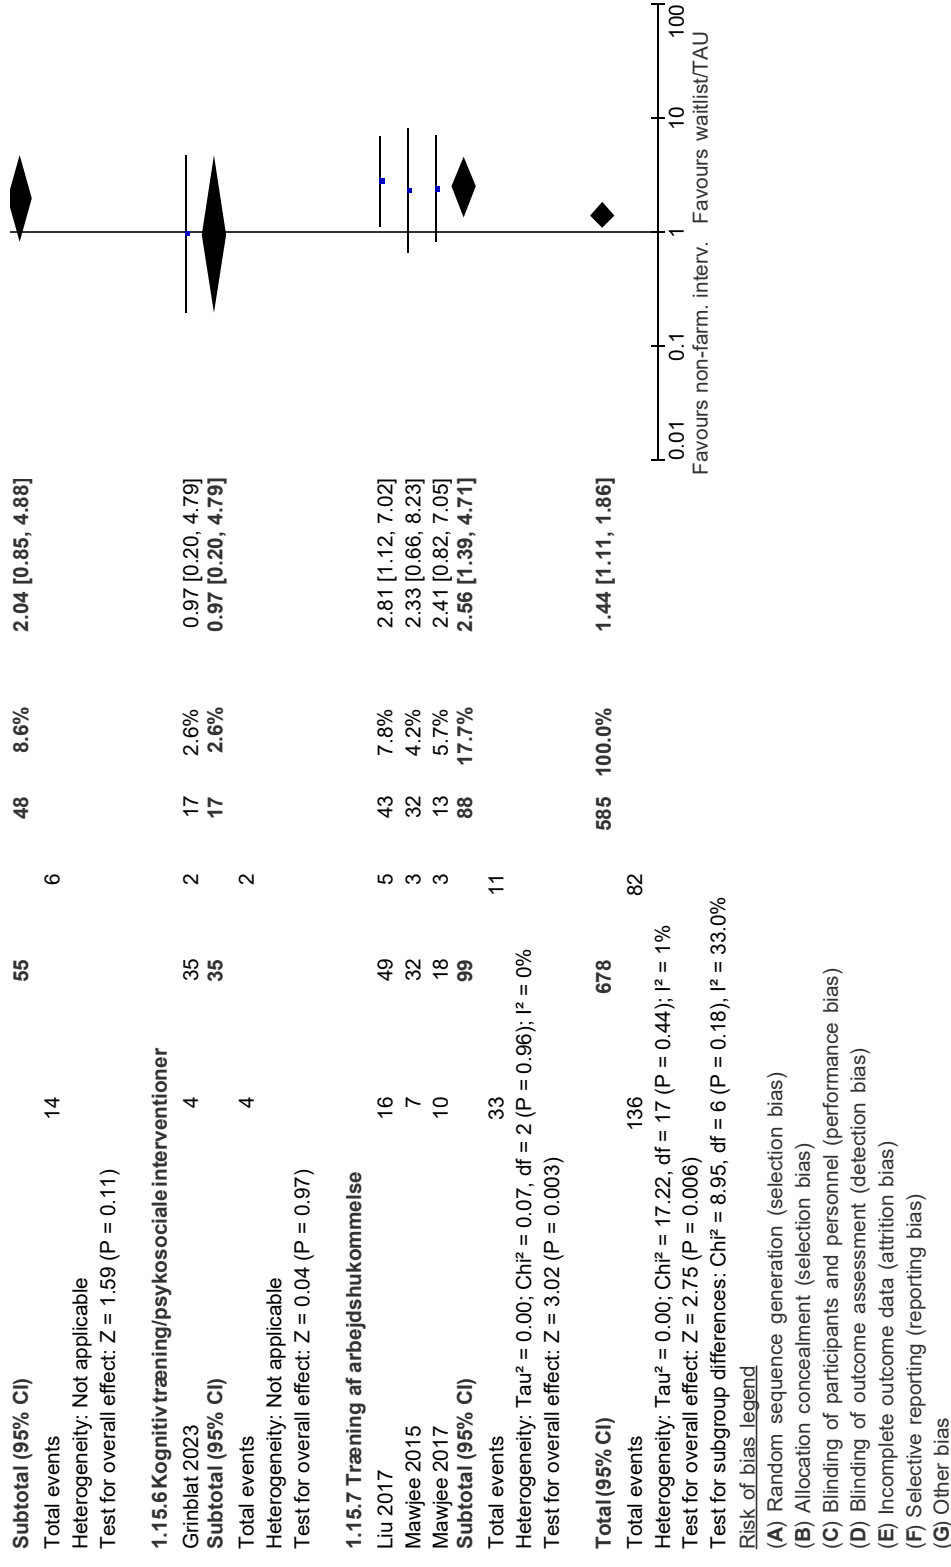 Subtotal (95% CI) 55 48 8.6% 2.04 [0.85, 4.88]
Total events 14 6
Heterogeneity: Not applicable
Test for overall effect: Z = 1.59 (P = 0.11)
1.15.6 Kognitiv træning/psykosociale interventioner
Grinblat 2023 4 35 2 17 2.6% 0.97 [0.20, 4.79]
Subtotal (95% CI) 35 17 2.6% 0.97 [0.20, 4.79]
Total events 4 2
Heterogeneity: Not applicable
Test for overall effect: Z = 0.04 (P = 0.97)
1.15.7 Træning af arbejdshukommelse
Liu 2017 16 49 5 43 7.8% 2.81 [1.12, 7.02]
Mawjee 2015 7 32 3 32 4.2% 2.33 [0.66, 8.23]
Mawjee 2017 10 18 3 13 5.7% 2.41 [0.82, 7.05]
Subtotal (95% CI) 99 88 17.7% 2.56 [1.39, 4.71]
Total events 33 11
Heterogeneity: Tau² = 0.00; Chi² = 0.07, df = 2 (P = 0.96); I² = 0%
Test for overall effect: Z = 3.02 (P = 0.003)
Total (95% CI) 678 585 100.0% 1.44 [1.11, 1.86]
Total events 136 82
Heterogeneity: Tau² = 0.00; Chi² = 17.22, df = 17 (P = 0.44); I² = 1%
Test for overall effect: Z = 2.75 (P = 0.006)
Test for subgroup differences: Chi² = 8.95, df = 6 (P = 0.18), I² = 33.0%
0.01 0.1 1 10 100
Favours non-farm. interv. Favours waitlist/TAU
Risk of bias legend
(A) Random sequence generation (selection bias)
(B) Allocation concealment (selection bias)
(C) Blinding of participants and personnel (performance bias)
(D) Blinding of outcome assessment (detection bias)
(E) Incomplete outcome data (attrition bias)
(F) Selective reporting (reporting bias)
(G) Other bias